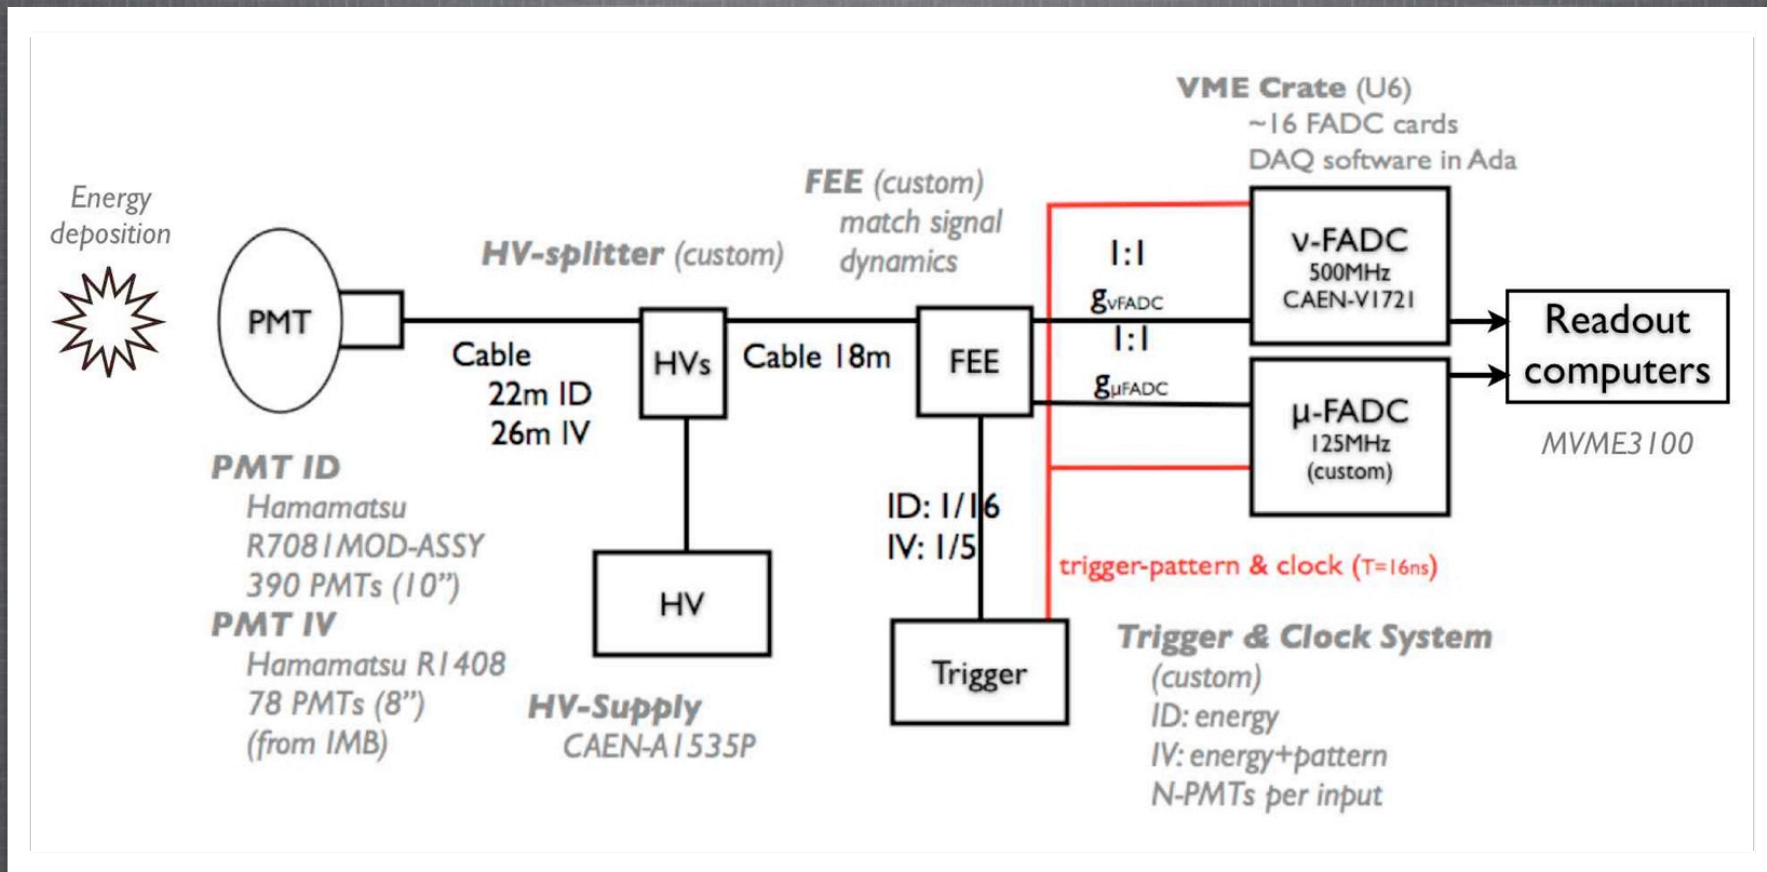 Energy
deposition
PMT
PMT ID
Hamamatsu
R7081MOD-ASSY
390 PMTs (10”)
PMT IV
Hamamatsu R1408
78 PMTs (8”)
(from IMB)
Cable
22m ID
26m IV
HV-splitter (custom)
HVs
HV
HV-Supply
CAEN-A1535P
Cable 18m
FEE (custom)
match signal
dynamics
FEE
ID: 1/16
IV: 1/5
Trigger
1:1
gνFADC
1:1
gμFADC
VME Crate (U6)
~16 FADC cards
DAQ software in Ada
ν-FADC
500MHz
CAEN-V1721
μ-FADC
125MHz
(custom)
Readout
computers
MVME3100
trigger-pattern & clock (T=16ns)
Trigger & Clock System
(custom)
ID: energy
IV: energy+pattern
N-PMTs per input